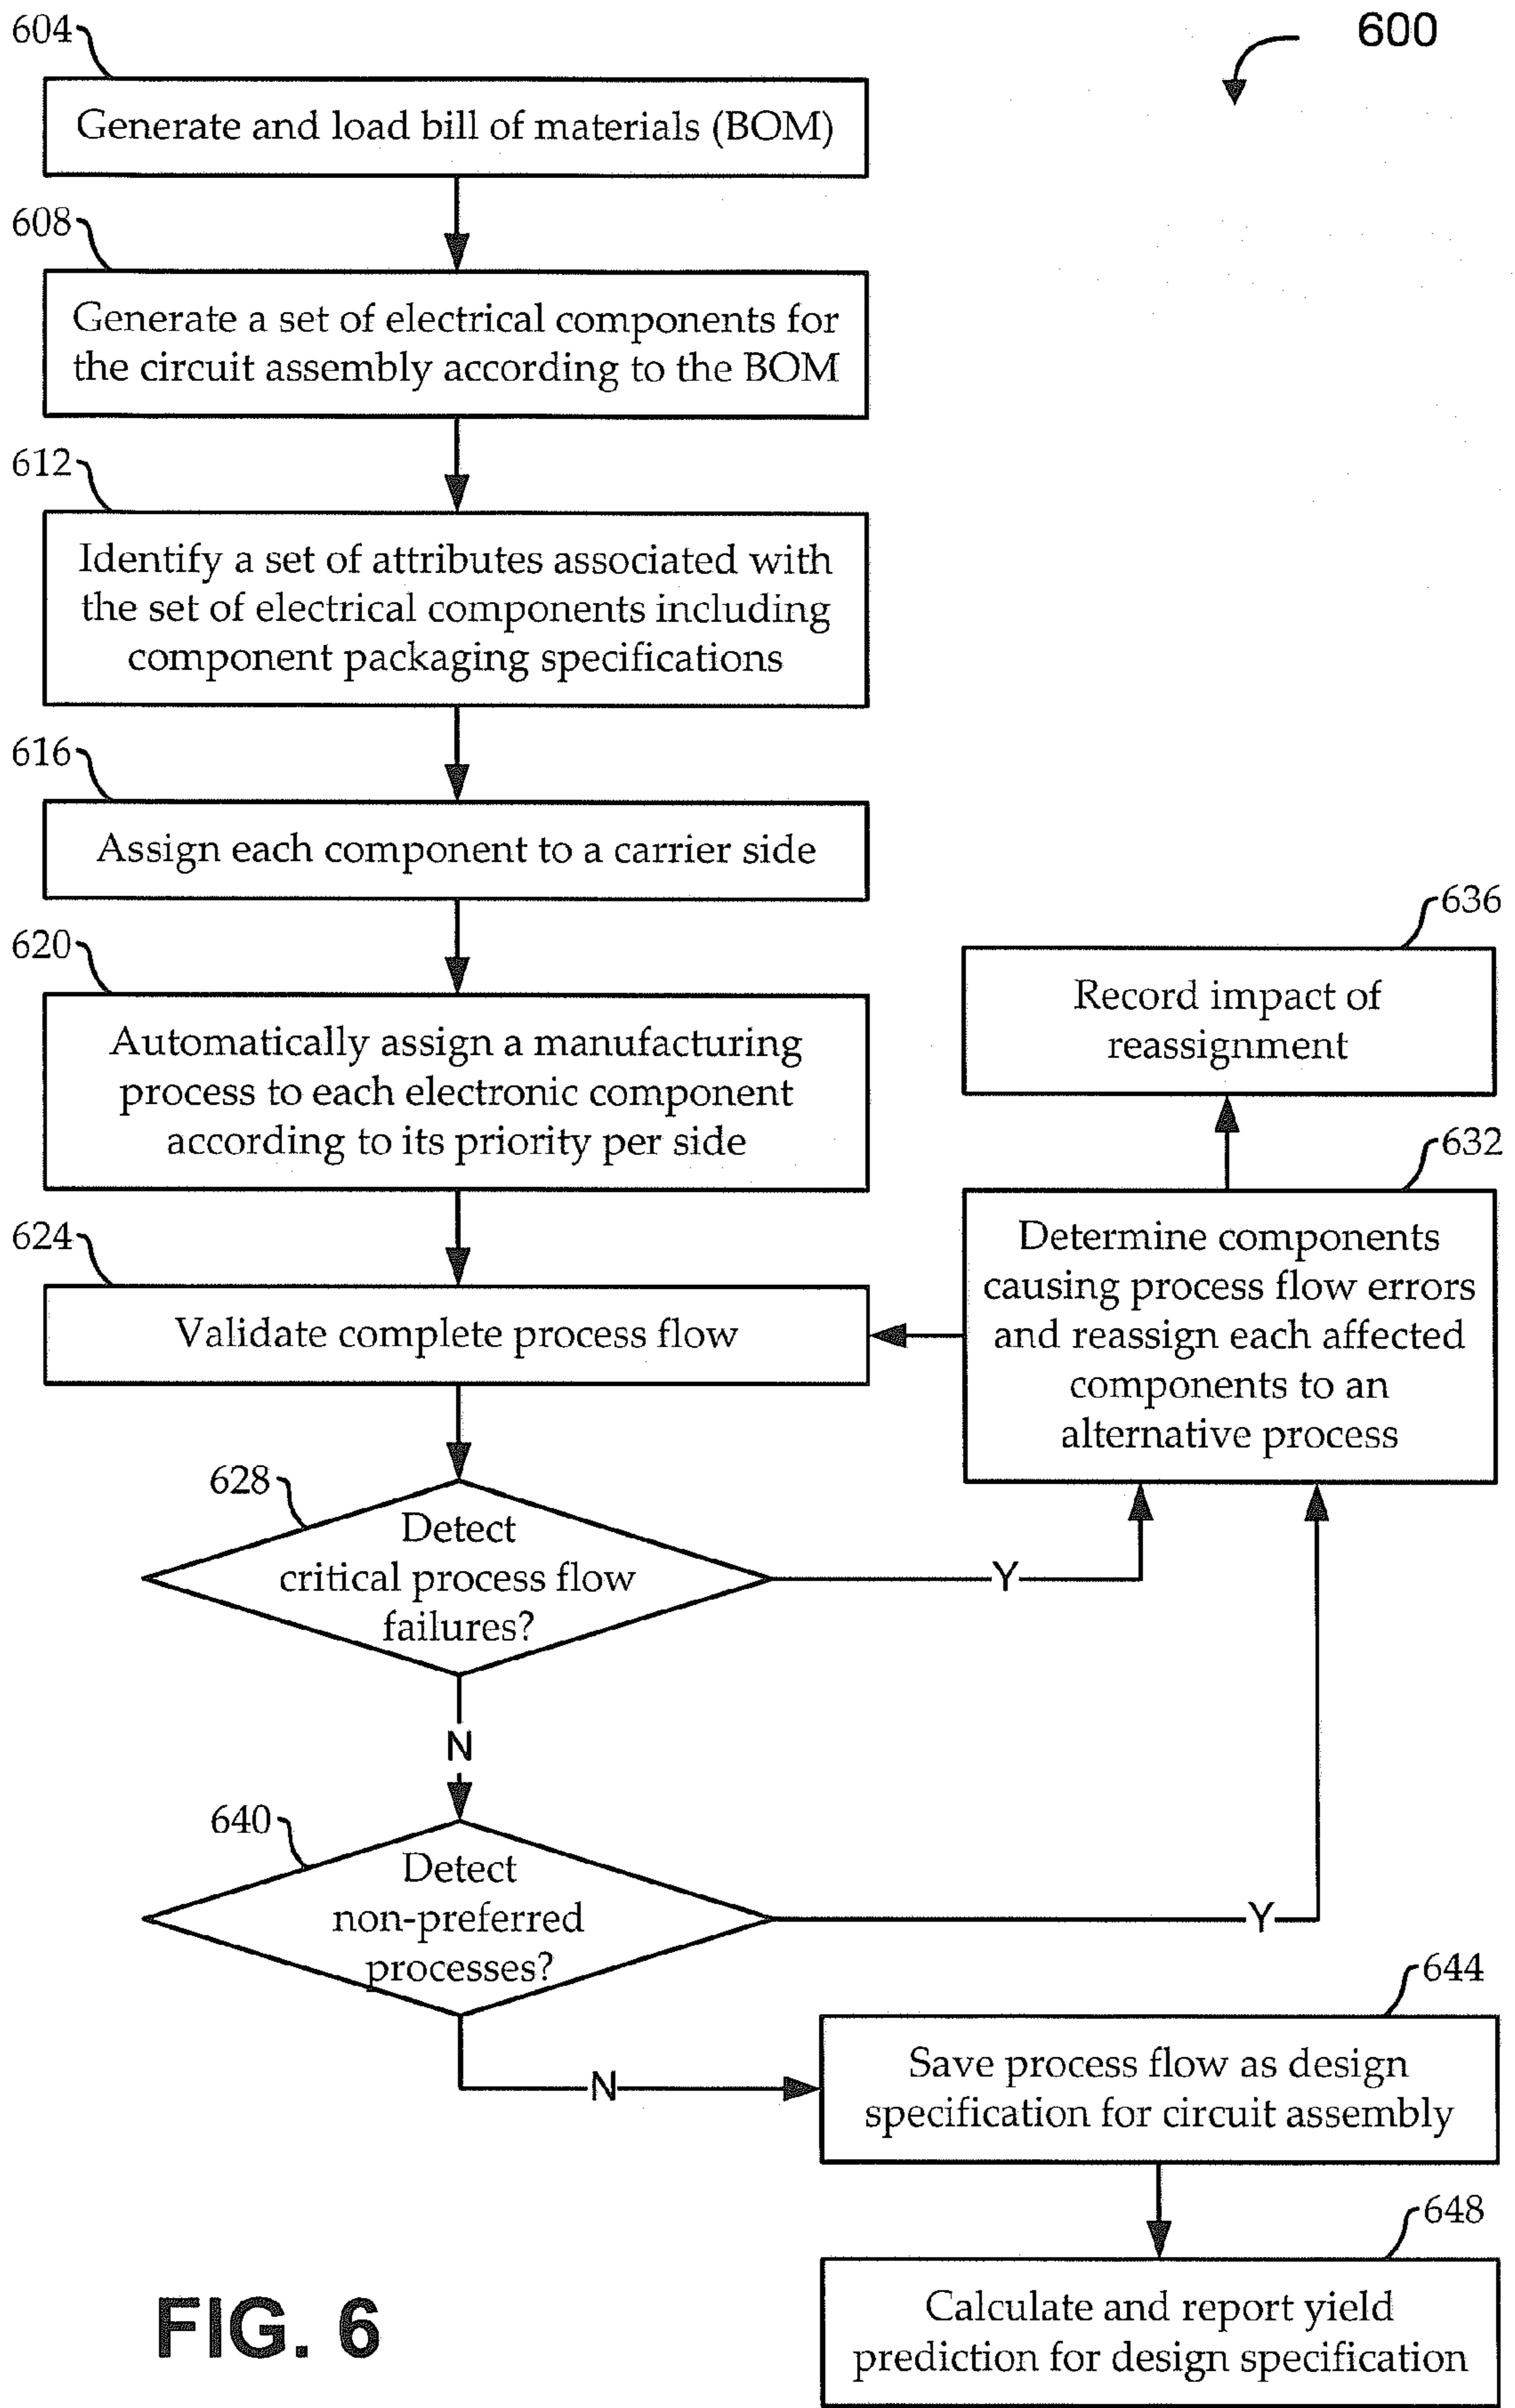 604
600
Generate and load bill of materials (BOM)
608
Generate a set of electrical components for
the circuit assembly according to the BOM
612
Identify a set of attributes associated with
the set of electrical components including
component packaging specifications
616
Assign each component to a carrier side
620
Automatically assign a manufacturing
process to each electronic component
according to its priority per side
636
Record impact of
reassignment
624
Validate complete process flow
632
Determine components
causing process flow errors
and reassign each affected
components to an
alternative process
628
Detect
critical process flow
failures?
Y
N
640
Detect
non-preferred
processes?
Y
N
644
Save process flow as design
specification for circuit assembly
648
Calculate and report yield
prediction for design specification
FIG. 6